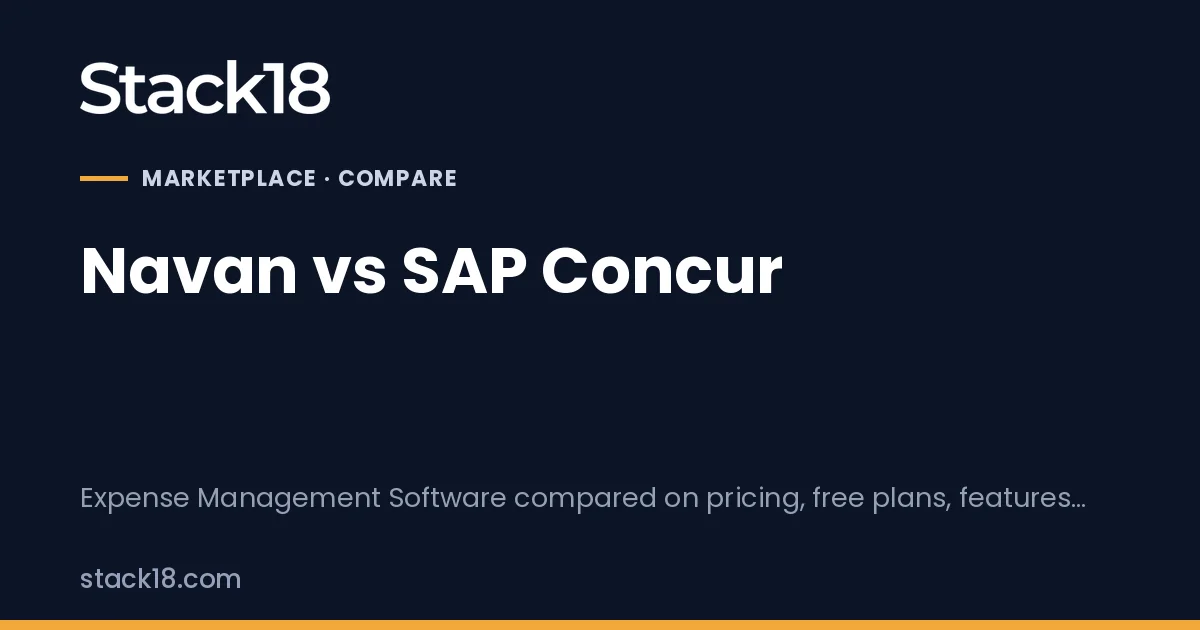 Stack18
MARKETPLACE · COMPARE
Navan vs SAP Concur
Expense Management Software compared on pricing, free plans, features...
stack18.com